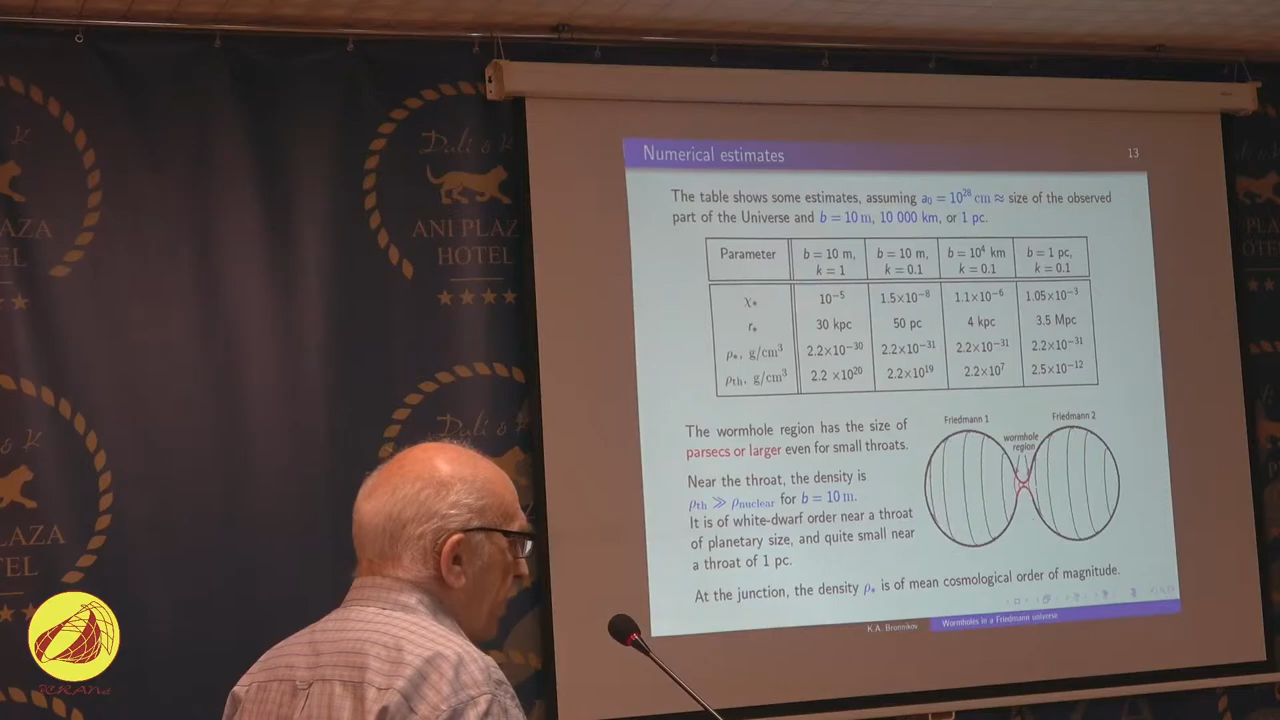 Numerical estimates 13
The table shows some estimates, assuming a₀ = 10²⁸ cm ≈ size of the observed
part of the Universe and b = 10 m, 10 000 km, or 1 pc.
Parameter b = 10 m, b = 10 m, b = 10⁴ km b = 1 pc,
k = 1 k = 0.1 k = 0.1 k = 0.1
χ* 10⁻⁵ 1.5×10⁻⁸ 1.1×10⁻⁶ 1.05×10⁻³
r* 30 kpc 50 pc 4 kpc 3.5 Mpc
ρ*, g/cm³ 2.2×10⁻³⁰ 2.2×10⁻³¹ 2.2×10⁻³¹ 2.2×10⁻³¹
ρth, g/cm³ 2.2 ×10²⁰ 2.2×10¹⁹ 2.2×10⁷ 2.5×10⁻¹²
The wormhole region has the size of
parsecs or larger even for small throats.
Near the throat, the density is
ρth ≫ ρnuclear for b = 10 m.
It is of white-dwarf order near a throat
of planetary size, and quite small near
a throat of 1 pc.
Friedmann 1
Friedmann 2
wormhole
region
At the junction, the density ρ* is of mean cosmological order of magnitude.
K.A. Bronnikov Wormholes in a Friedmann universe
Duli & K
ANI PLAZ
HOTEL
Duli & K
K
AZA
EL
& K
LAZA
EL
ICRANet